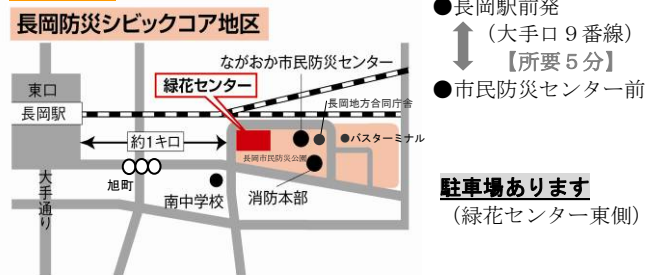 長岡防災シビックコア地区
ながおか市民防災センター
東口
緑花センター
長岡駅
長岡地方合同庁舎
約1キロ
●バスターミナル
長岡市民防災公園
旭町
南中学校
消防本部
大手通り
●長岡駅前発
(大手口9番線)
【所要5分】
●市民防災センター前
駐車場あります
(緑花センター東側)